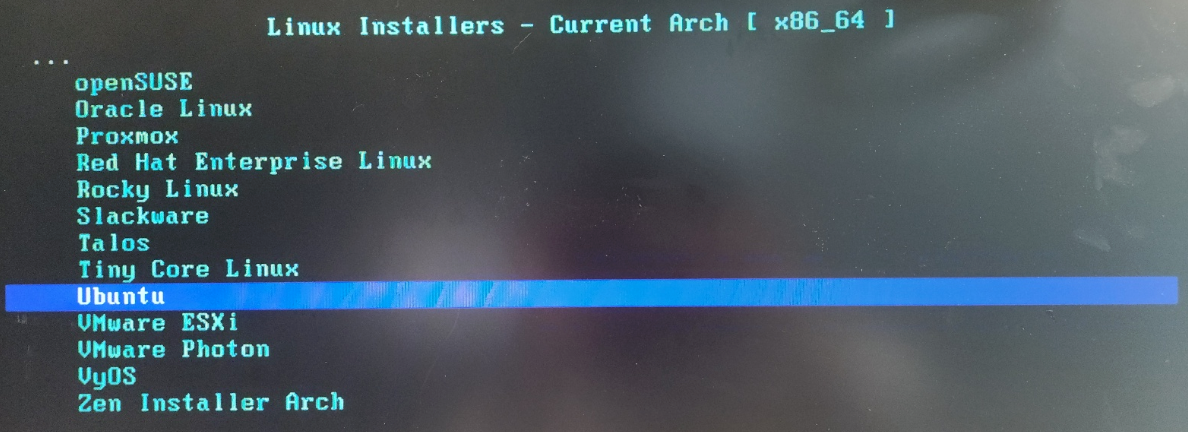 Linux Installers - Current Arch [ x86_64 ]
...
openSUSE
Oracle Linux
Proxmox
Red Hat Enterprise Linux
Rocky Linux
Slackware
Talos
Tiny Core Linux
Ubuntu
VMware ESXi
VMware Photon
VyOS
Zen Installer Arch